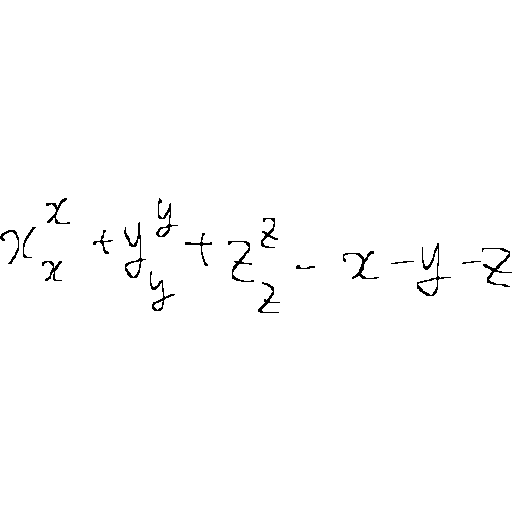 x_x^x + y_y^y + z_z^z - x - y - z